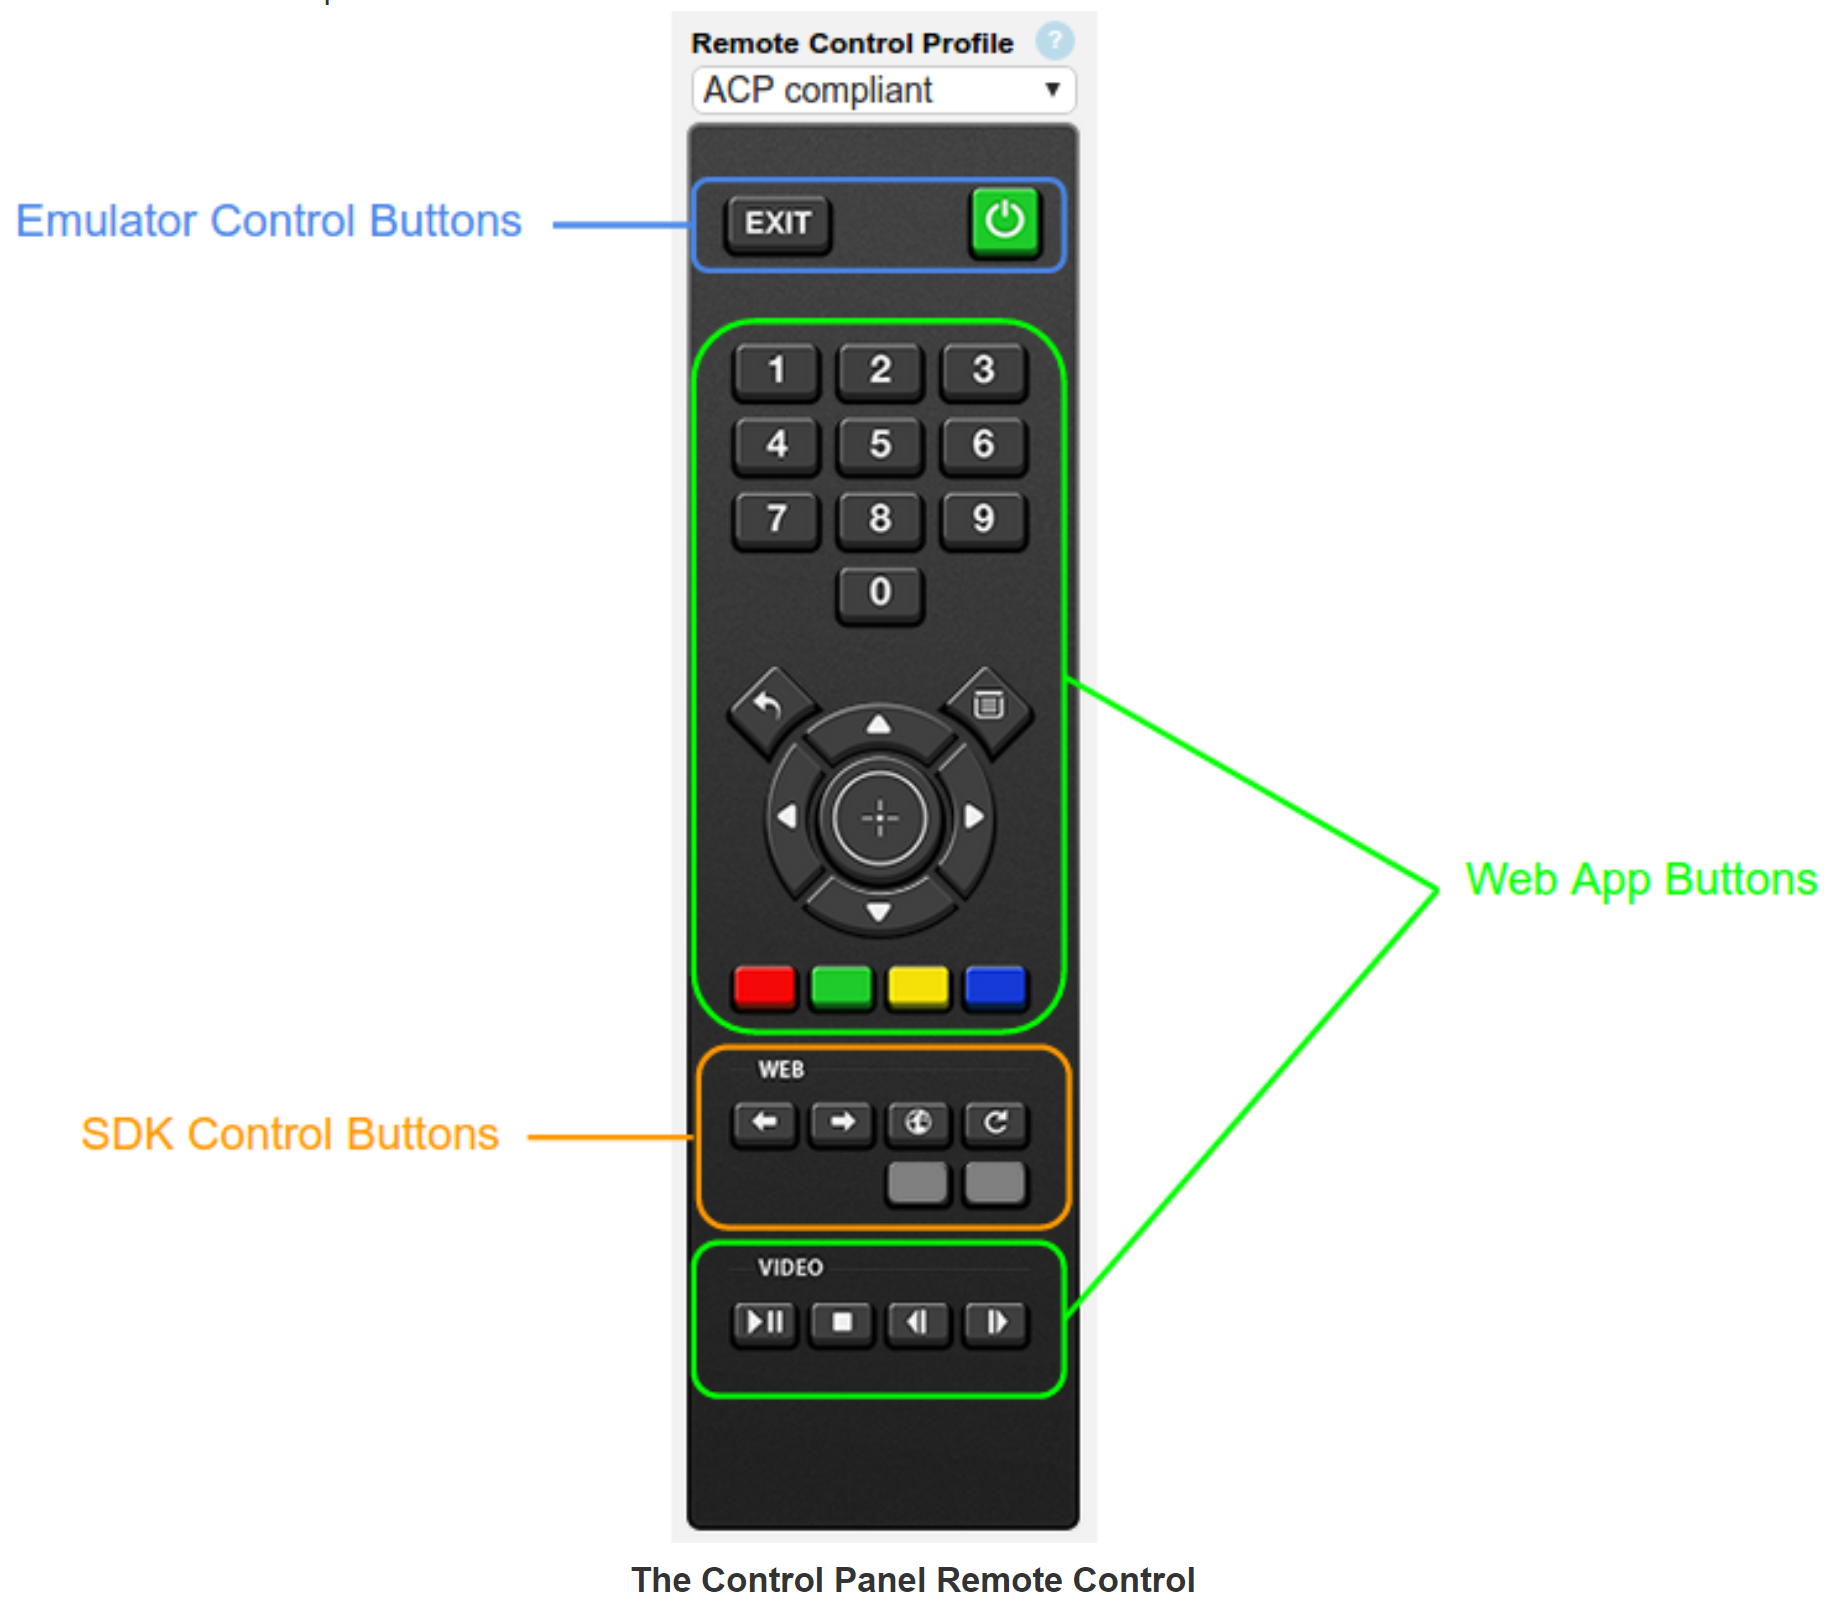 Remote Control Profile ?
ACP compliant
Emulator Control Buttons
EXIT
1 2 3
4 5 6
7 8 9
0
Web App Buttons
WEB
SDK Control Buttons
VIDEO
The Control Panel Remote Control